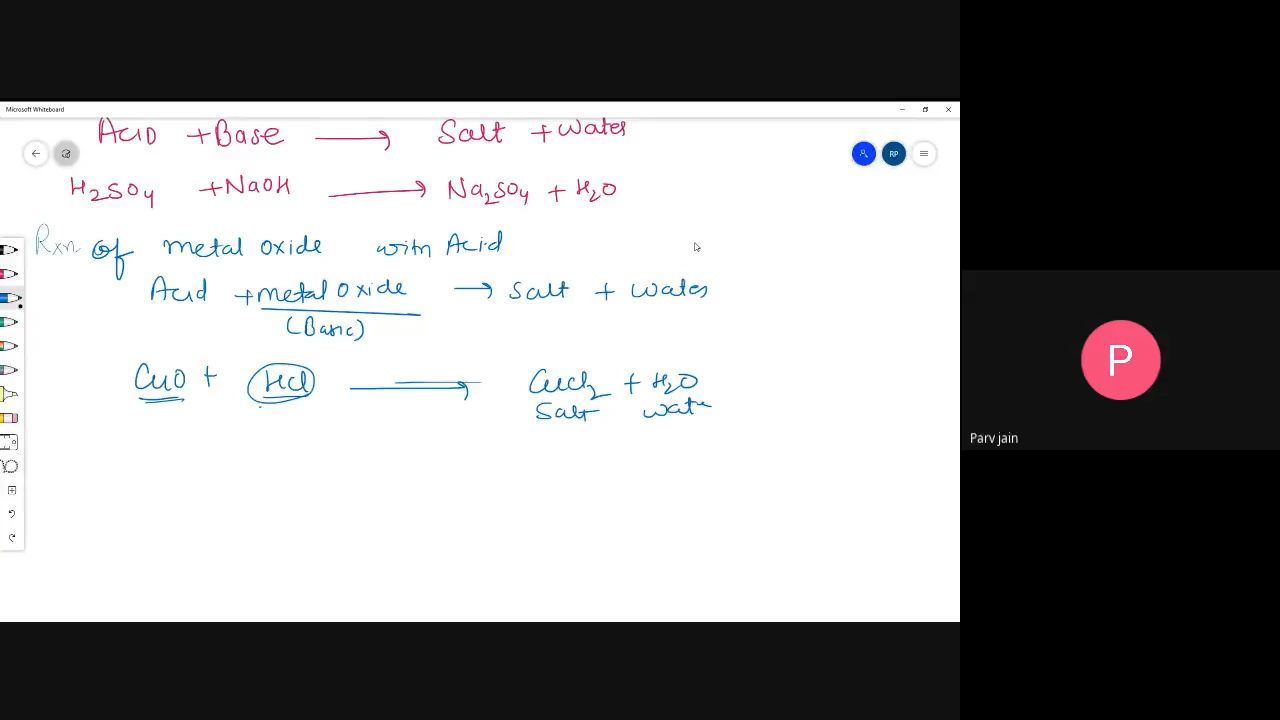 Microsoft Whiteboard
Acid + Base → Salt + Water
RP
H2SO4 + NaOH → Na2SO4 + H2O
Rxn of metal oxide with Acid
Acid + metal Oxide → Salt + Water
(Basic)
CuO + HCl → CuCl2 + H2O
Salt Wate
P
Parv jain